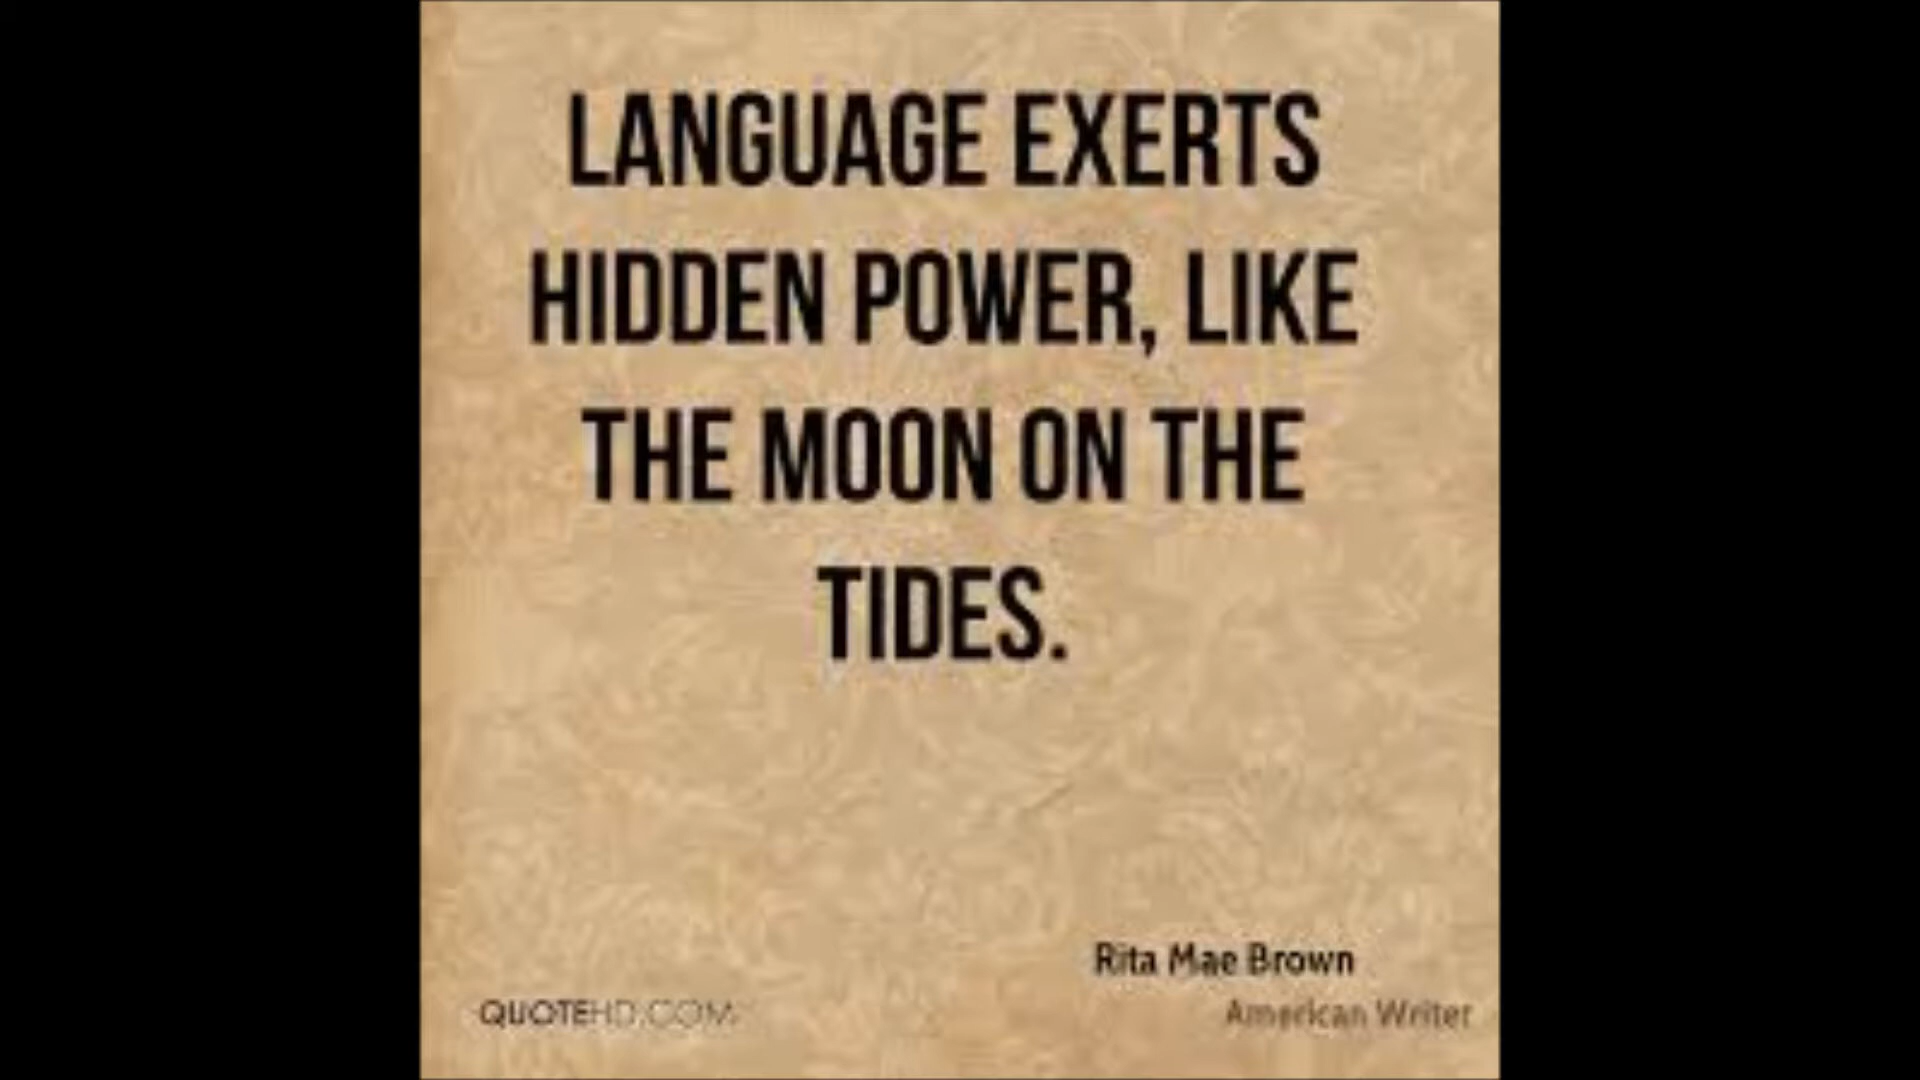 LANGUAGE EXERTS
HIDDEN POWER, LIKE
THE MOON ON THE
TIDES.
Rita Mae Brown
QUOTEHD.COM
American Writer